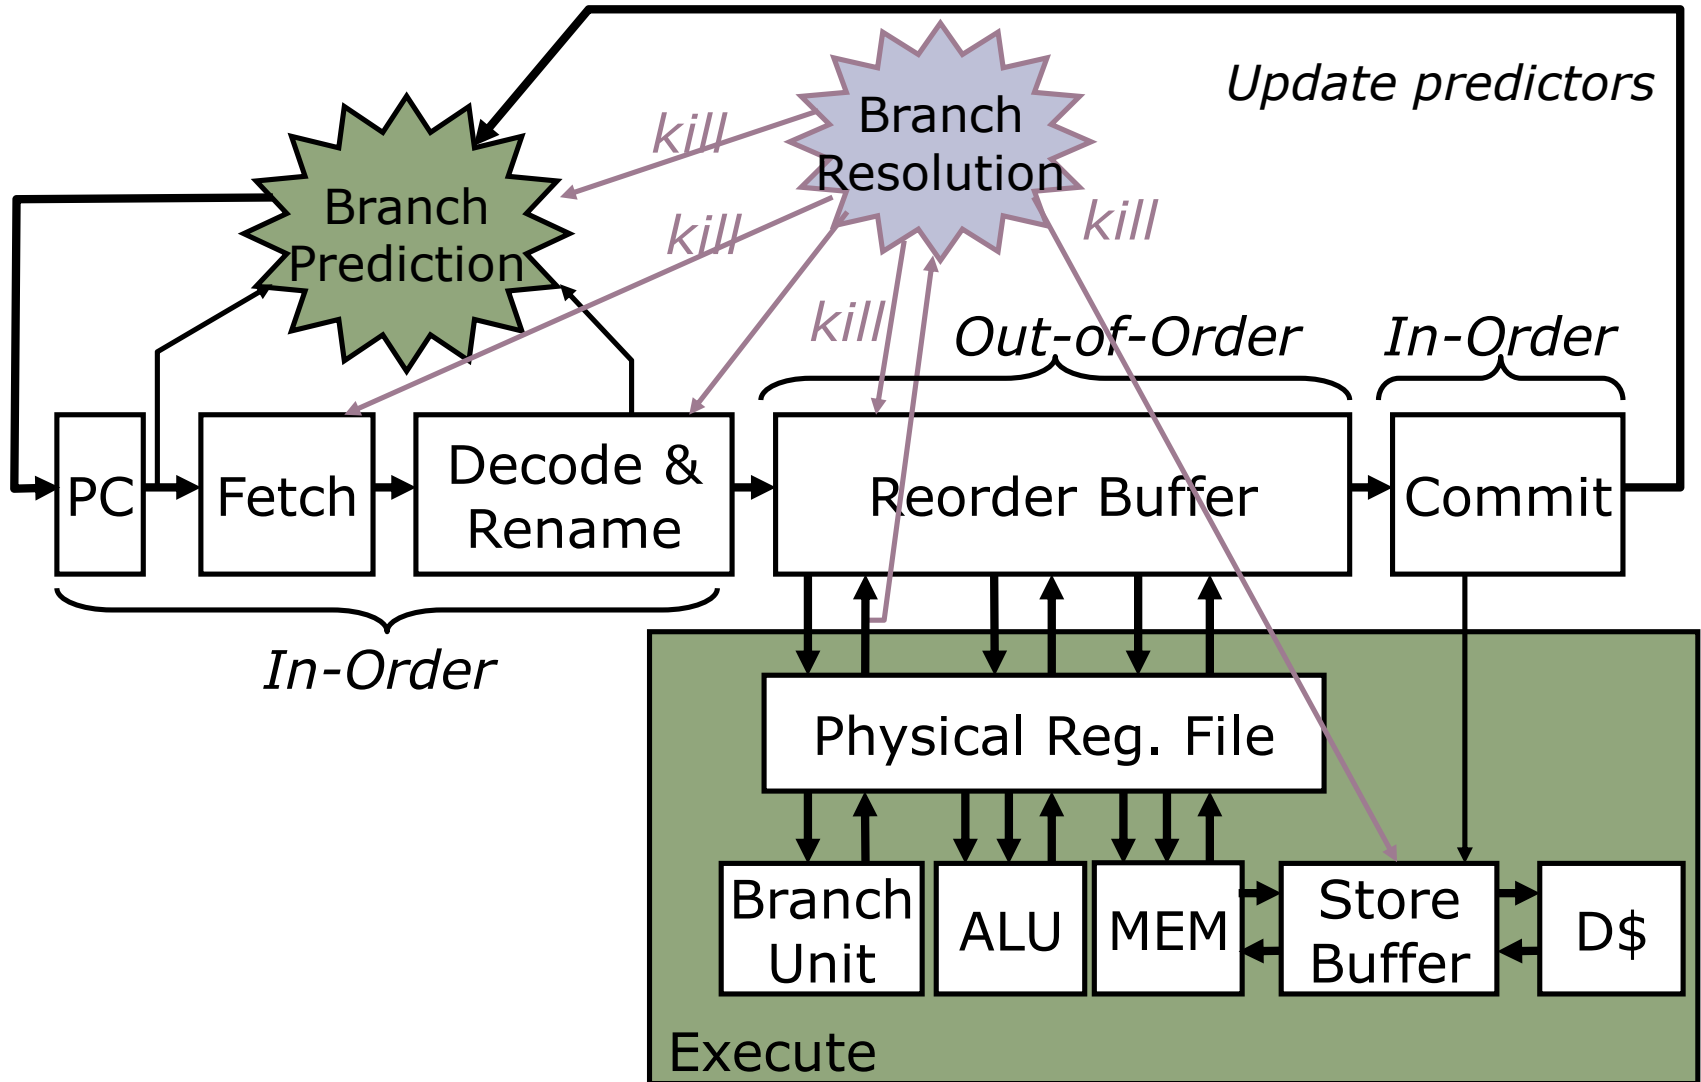 Update predictors
Branch
Resolution
kill
Branch
Prediction
kill
kill
kill
Out-of-Order
In-Order
PC
Fetch
Decode &
Rename
Reorder Buffer
Commit
In-Order
Physical Reg. File
Branch
Unit
ALU
MEM
Store
Buffer
D$
Execute